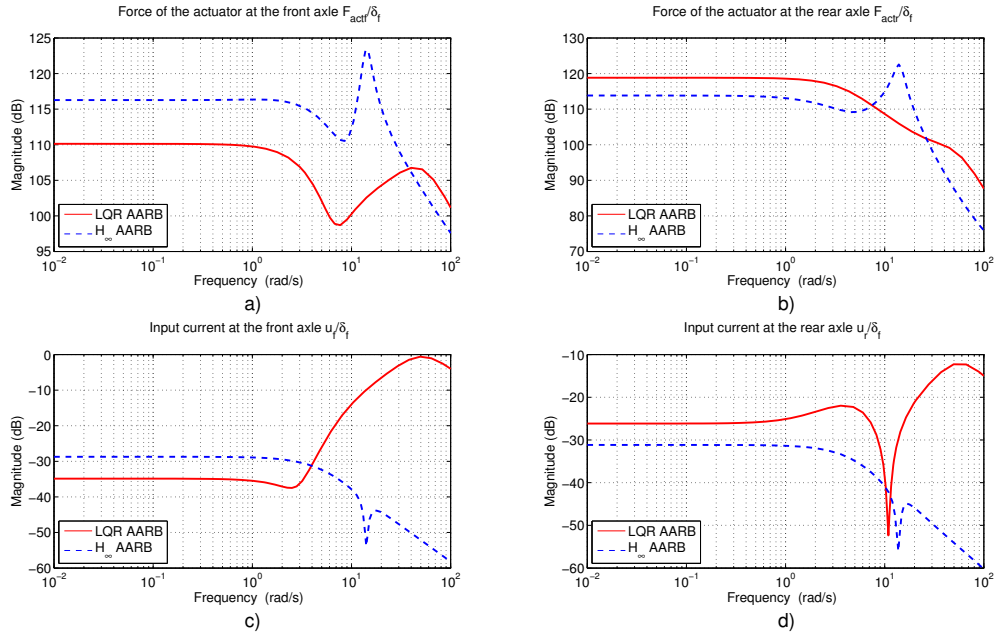 Force of the actuator at the front axle F_actf/δ_f
Magnitude (dB)
125
120
115
110
105
100
95
LQR AARB
H_∞ AARB
10^−2
10^−1
10^0
10^1
10^2
Frequency (rad/s)
a)
Force of the actuator at the rear axle F_actr/δ_f
Magnitude (dB)
130
120
110
100
90
80
70
LQR AARB
H_∞ AARB
10^−2
10^−1
10^0
10^1
10^2
Frequency (rad/s)
b)
Input current at the front axle u_f/δ_f
Magnitude (dB)
0
−10
−20
−30
−40
−50
−60
LQR AARB
H_∞ AARB
10^−2
10^−1
10^0
10^1
10^2
Frequency (rad/s)
c)
Input current at the rear axle u_r/δ_f
Magnitude (dB)
−10
−20
−30
−40
−50
−60
LQR AARB
H_∞ AARB
10^−2
10^−1
10^0
10^1
10^2
Frequency (rad/s)
d)